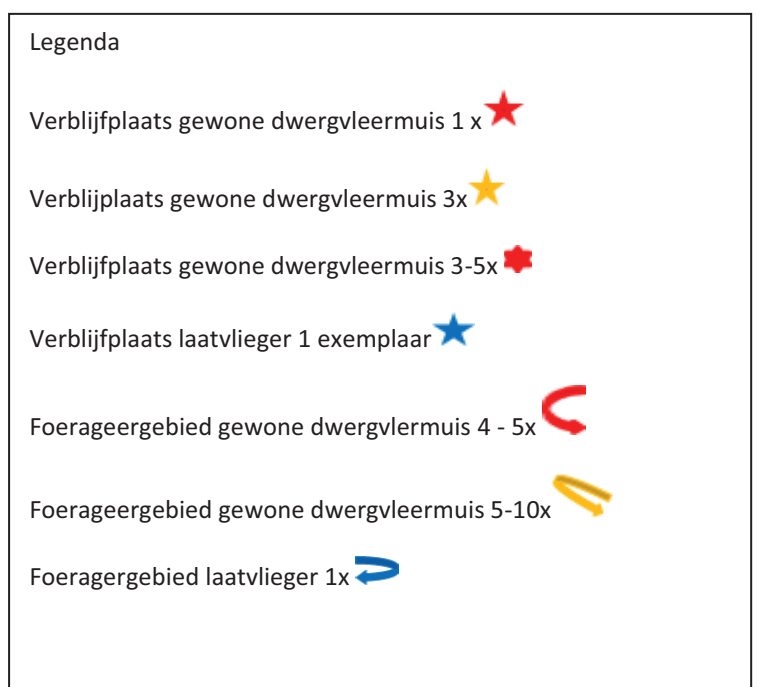 Legenda
Verblijfplaats gewone dwergvleermuis 1 x
Verblijplaats gewone dwergvleermuis 3x
Verblijfplaats gewone dwergvleermuis 3-5x
Verblijfplaats laatvlieger 1 exemplaar
Foerageergebied gewone dwergvlermuis 4 - 5x
Foerageergebied gewone dwergvleermuis 5-10x
Foeragergebied laatvlieger 1x